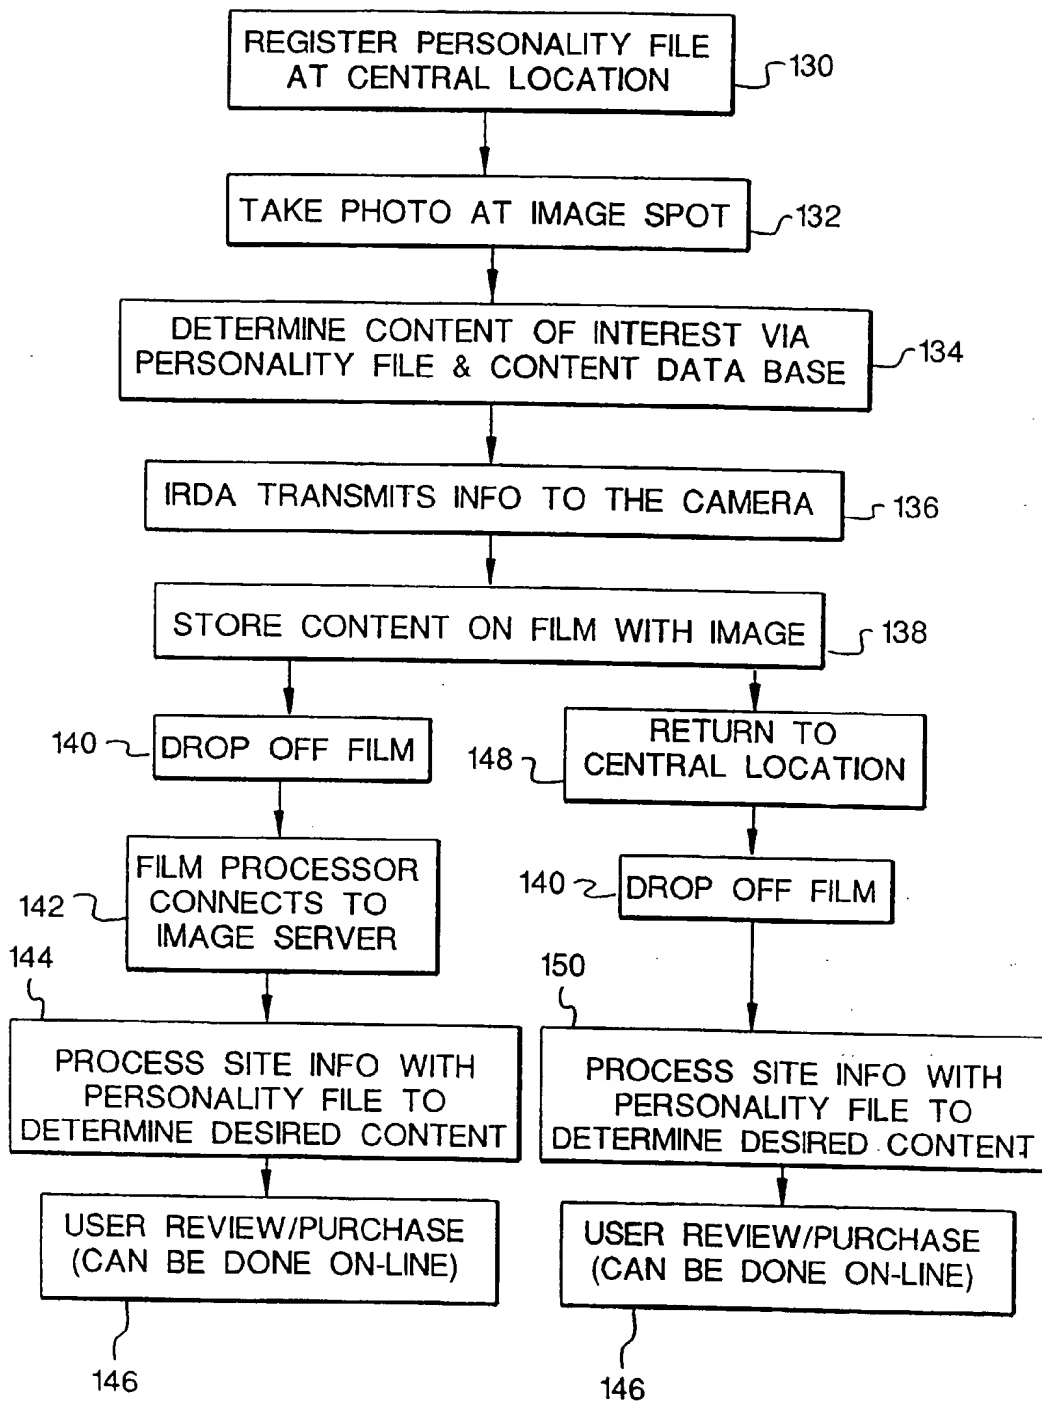 REGISTER PERSONALITY FILE
AT CENTRAL LOCATION
130
TAKE PHOTO AT IMAGE SPOT
132
DETERMINE CONTENT OF INTEREST VIA
PERSONALITY FILE & CONTENT DATA BASE
134
IRDA TRANSMITS INFO TO THE CAMERA
136
STORE CONTENT ON FILM WITH IMAGE
138
140
DROP OFF FILM
FILM PROCESSOR
CONNECTS TO
IMAGE SERVER
142
144
PROCESS SITE INFO WITH
PERSONALITY FILE TO
DETERMINE DESIRED CONTENT
USER REVIEW/PURCHASE
(CAN BE DONE ON-LINE)
146
RETURN TO
CENTRAL LOCATION
148
140
DROP OFF FILM
150
PROCESS SITE INFO WITH
PERSONALITY FILE TO
DETERMINE DESIRED CONTENT
USER REVIEW/PURCHASE
(CAN BE DONE ON-LINE)
146